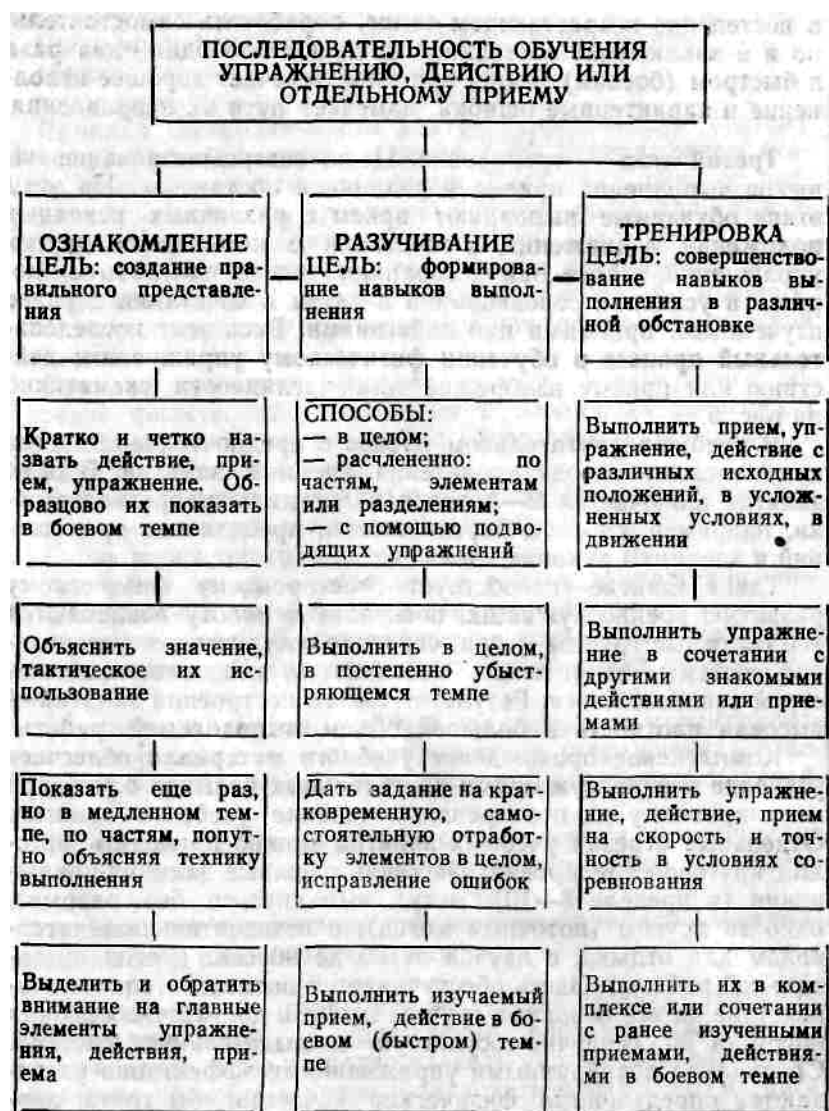 ПОСЛЕДОВАТЕЛЬНОСТЬ ОБУЧЕНИЯ
УПРАЖНЕНИЮ, ДЕЙСТВИЮ ИЛИ
ОТДЕЛЬНОМУ ПРИЕМУ
ОЗНАКОМЛЕНИЕ
ЦЕЛЬ: создание пра-
вильного представле-
ния
Кратко и четко на-
звать действие, при-
ем, упражнение. Об-
разцово их показать
в боевом темпе
Объяснить значение,
тактическое их ис-
пользование
Показать еще раз,
но в медленном тем-
пе, по частям, попут-
но объясняя технику
выполнения
Выделить и обратить
внимание на главные
элементы упражне-
ния, действия, при-
ема
РАЗУЧИВАНИЕ
ЦЕЛЬ: формирова-
ние навыков выпол-
нения
СПОСОБЫ:
— в целом;
— расчлененно: по
частям, элементам
или разделениям;
— с помощью подво-
дящих упражнений
Выполнить в целом,
в постепенно убыст-
ряющемся темпе
Дать задание на крат-
ковременную, само-
стоятельную отработ-
ку элементов в целом,
исправление ошибок
Выполнить изучаемый
прием, действие в бо-
евом (быстром) тем-
пе
ТРЕНИРОВКА
ЦЕЛЬ: совершенство-
вание навыков вы-
полнения в различ-
ной обстановке
Выполнить прием, уп-
ражнение, действие с
различных исходных
положений, в услож-
ненных условиях, в
движении
Выполнить упражне-
ние в сочетании с
другими знакомыми
действиями или прие-
мами
Выполнить упражне-
ние, действие, прием
на скорость и точ-
ность в условиях со-
ревнования
Выполнить их в ком-
плексе или сочетании
с ранее изученными
приемами, действия-
ми в боевом темпе